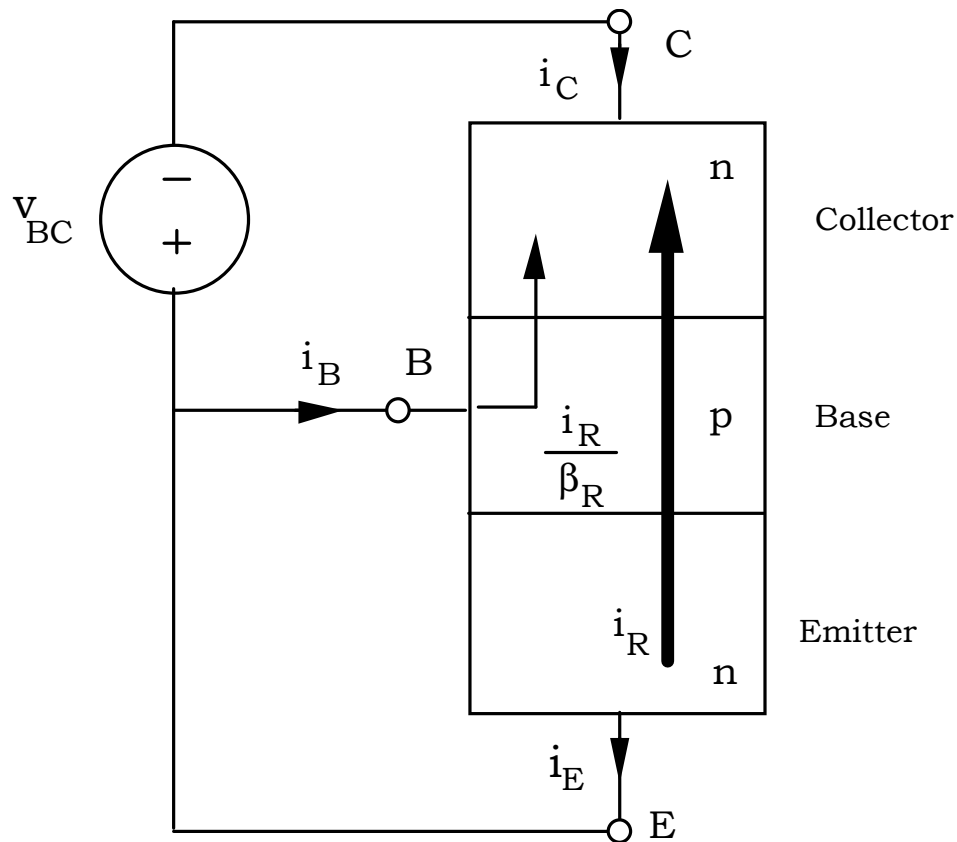 C
i_C
n
−
v_BC
+
Collector
i_B
B
i_R
β_R
p
Base
i_R
Emitter
n
i_E
E